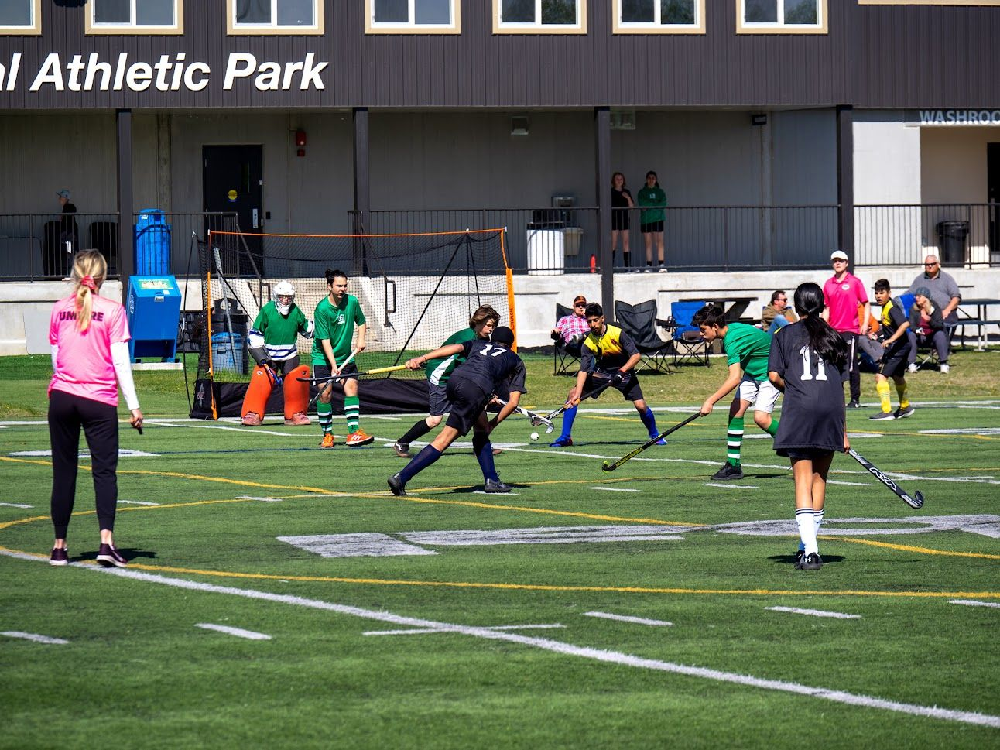 al Athletic Park
WASHROO
UMPIRE
17
11